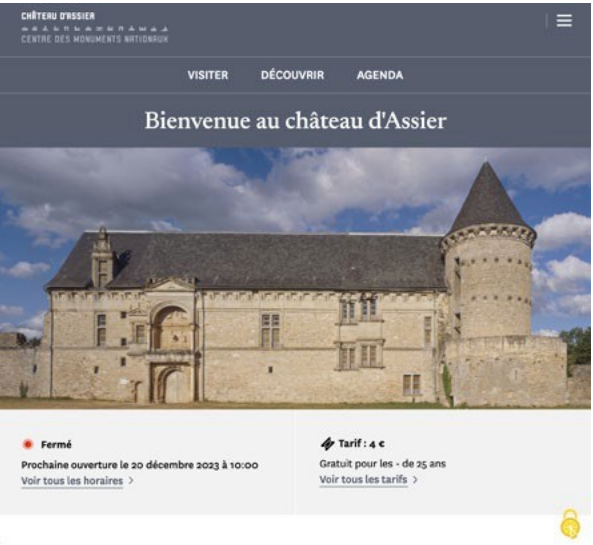 CHÂTEAU D'ASSIER
CENTRE DES MONUMENTS NATIONAUX
VISITER DÉCOUVRIR AGENDA
Bienvenue au château d'Assier
Fermé
Prochaine ouverture le 20 décembre 2023 à 10:00
Voir tous les horaires >
Tarif : 4 €
Gratuit pour les - de 25 ans
Voir tous les tarifs >